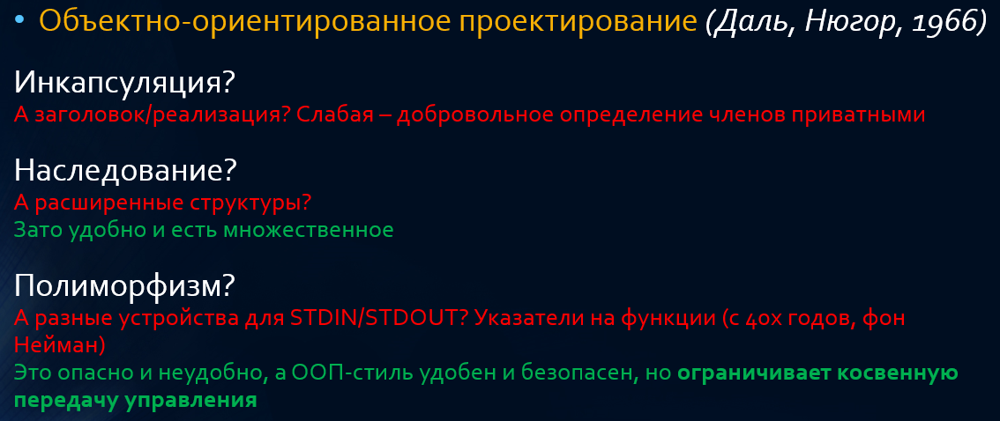 • Объектно-ориентированное проектирование (Даль, Нюгор, 1966)
Инкапсуляция?
А заголовок/реализация? Слабая – добровольное определение членов приватными
Наследование?
А расширенные структуры?
Зато удобно и есть множественное
Полиморфизм?
А разные устройства для STDIN/STDOUT? Указатели на функции (с 40х годов, фон
Нейман)
Это опасно и неудобно, а ООП-стиль удобен и безопасен, но ограничивает косвенную
передачу управления